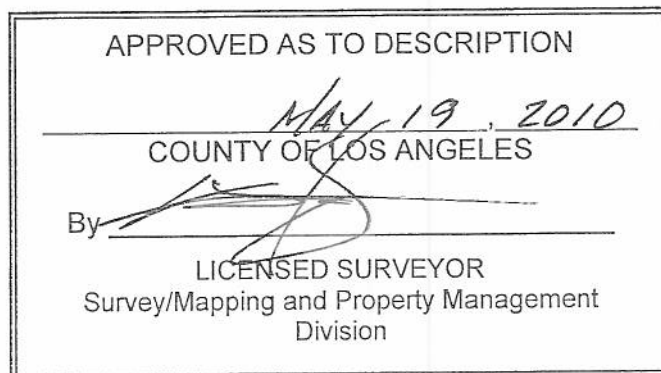 APPROVED AS TO DESCRIPTION
MAY 19, 2010
COUNTY OF LOS ANGELES
By
LICENSED SURVEYOR
Survey/Mapping and Property Management
Division